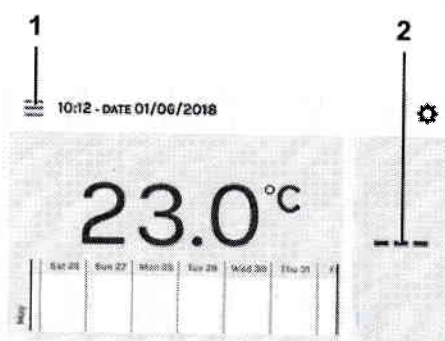 1
2
10:12 - DATE 01/06/2018
23.0°C
---
Sat 26 Sun 27 Mon 28 Tue 29 Wed 30 Thu 31 F
May